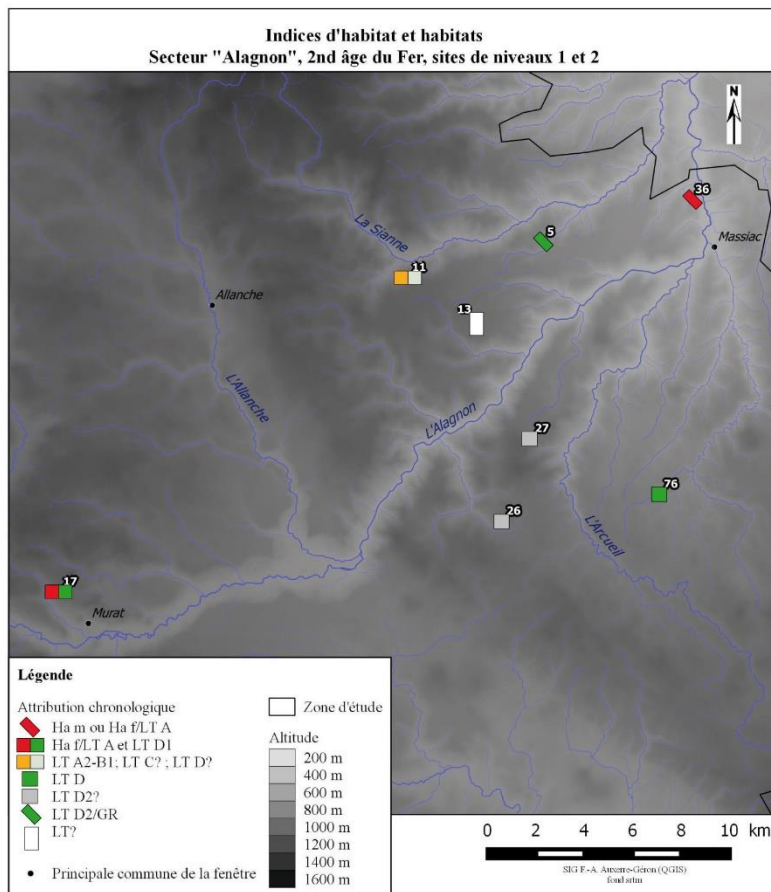 Indices d'habitat et habitats
Secteur "Alagnon", 2nd âge du Fer, sites de niveaux 1 et 2
N
36
Massiac
5
La Sianne
11
Allanche
13
L'Allanche
L'Alagnon
27
76
26
L'Arcueil
17
Murat
Légende
Attribution chronologique
Ha m ou Ha f/LT A
Ha f/LT A et LT D1
LT A2-B1; LT C? ; LT D?
LT D
LT D2?
LT D2/GR
LT?
Principale commune de la fenêtre
Zone d'étude
Altitude
200 m
400 m
600 m
800 m
1000 m
1200 m
1400 m
1600 m
0 2 4 6 8 10 km
SIG F.-A. Auxerre-Géron (QGIS)
fond srtm